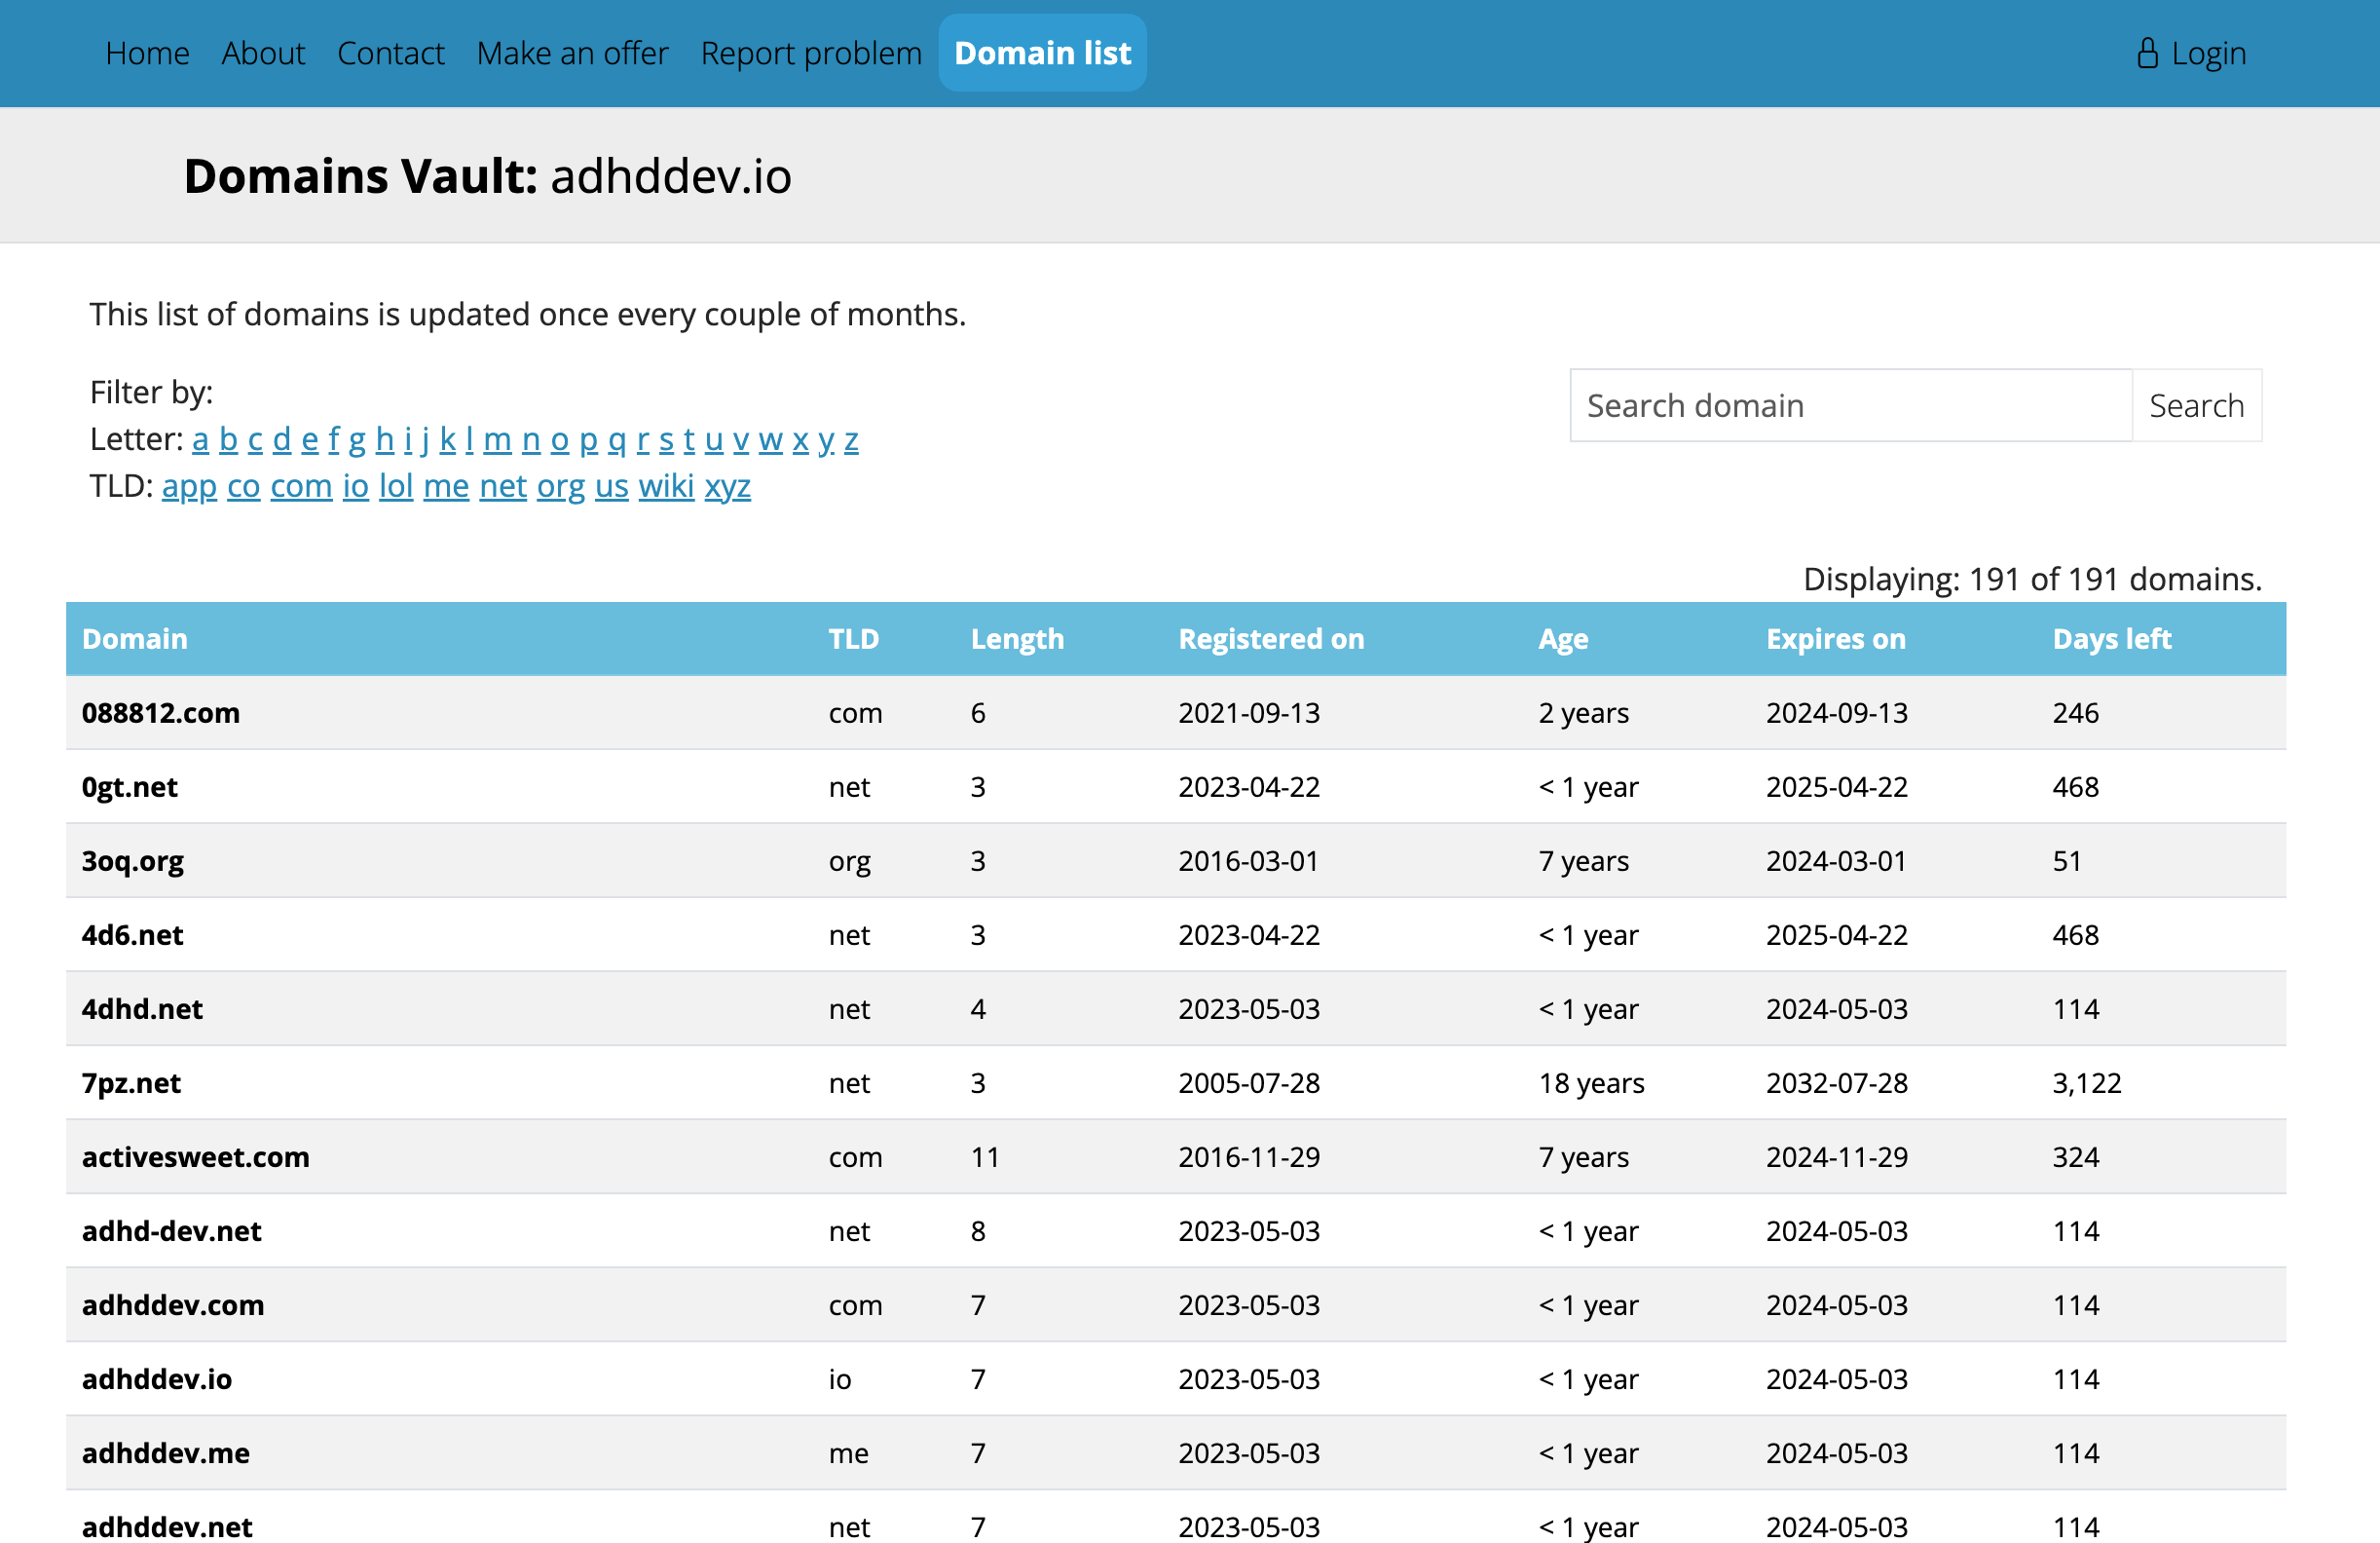 Home About Contact Make an offer Report problem Domain list Login
Domains Vault: adhddev.io
This list of domains is updated once every couple of months.
Filter by:
Letter: a b c d e f g h i j k l m n o p q r s t u v w x y z
TLD: app co com io lol me net org us wiki xyz
Search domain Search
Displaying: 191 of 191 domains.
Domain TLD Length Registered on Age Expires on Days left
088812.com com 6 2021-09-13 2 years 2024-09-13 246
0gt.net net 3 2023-04-22 < 1 year 2025-04-22 468
3oq.org org 3 2016-03-01 7 years 2024-03-01 51
4d6.net net 3 2023-04-22 < 1 year 2025-04-22 468
4dhd.net net 4 2023-05-03 < 1 year 2024-05-03 114
7pz.net net 3 2005-07-28 18 years 2032-07-28 3,122
activesweet.com com 11 2016-11-29 7 years 2024-11-29 324
adhd-dev.net net 8 2023-05-03 < 1 year 2024-05-03 114
adhddev.com com 7 2023-05-03 < 1 year 2024-05-03 114
adhddev.io io 7 2023-05-03 < 1 year 2024-05-03 114
adhddev.me me 7 2023-05-03 < 1 year 2024-05-03 114
adhddev.net net 7 2023-05-03 < 1 year 2024-05-03 114